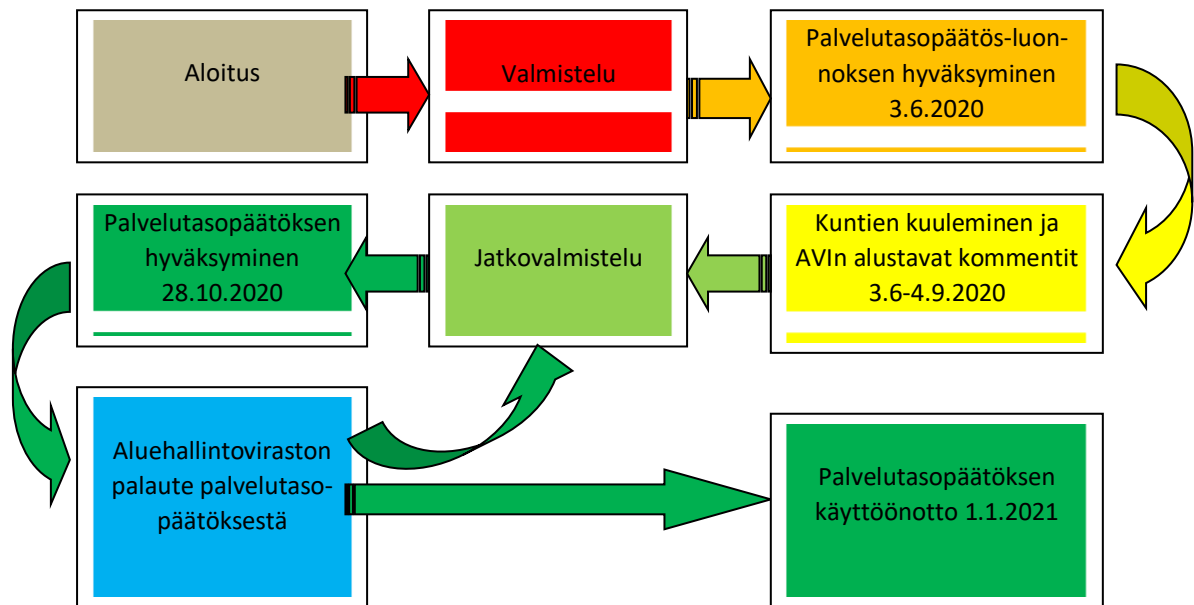 Aloitus
Valmistelu
Palvelutasopäätös-luon-
noksen hyväksyminen
3.6.2020
Palvelutasopäätöksen
hyväksyminen
28.10.2020
Jatkovalmistelu
Kuntien kuuleminen ja
AVIn alustavat kommentit
3.6-4.9.2020
Aluehallintoviraston
palaute palvelutaso-
päätöksestä
Palvelutasopäätöksen
käyttöönotto 1.1.2021